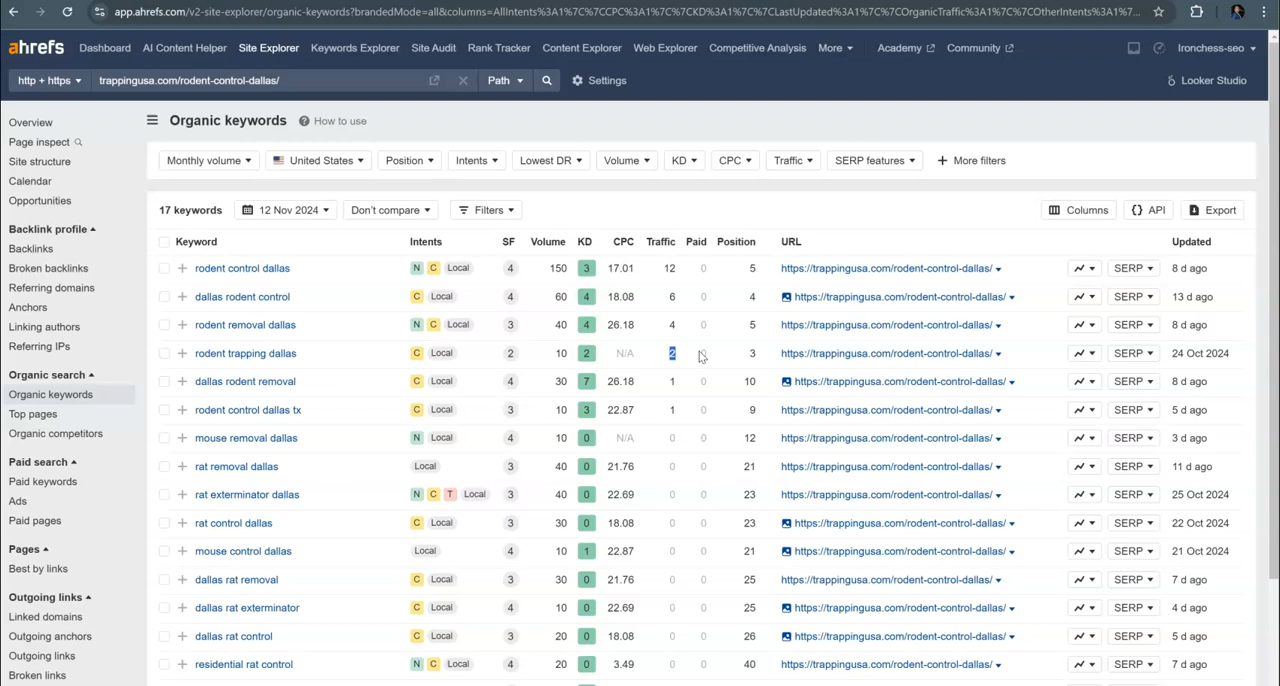 app.ahrefs.com/v2-site-explorer/organic-keywords?brandedMode=all&columns=AllIntents%3A1%7C%7CCPC%3A1%7C%7CKD%3A1%7C%7CLastUpdated%3A1%7C%7COrganicTraffic%3A1%7C%7COtherIntents%3A1%7...
ahrefs Dashboard AI Content Helper Site Explorer Keywords Explorer Site Audit Rank Tracker Content Explorer Web Explorer Competitive Analysis More Academy Community Ironchess-seo
http + https trappingusa.com/rodent-control-dallas/ Path Settings Looker Studio
Overview
Page inspect
Site structure
Calendar
Opportunities
Backlink profile
Backlinks
Broken backlinks
Referring domains
Anchors
Linking authors
Referring IPs
Organic search
Organic keywords
Top pages
Organic competitors
Paid search
Paid keywords
Ads
Paid pages
Pages
Best by links
Outgoing links
Linked domains
Outgoing anchors
Outgoing links
Broken links
Organic keywords How to use
Monthly volume United States Position Intents Lowest DR Volume KD CPC Traffic SERP features More filters
17 keywords 12 Nov 2024 Don't compare Filters Columns API Export
Keyword Intents SF Volume KD CPC Traffic Paid Position URL Updated
rodent control dallas N C Local 4 150 3 17.01 12 0 5 https://trappingusa.com/rodent-control-dallas/ SERP 8 d ago
dallas rodent control C Local 4 60 4 18.08 6 0 4 https://trappingusa.com/rodent-control-dallas/ SERP 13 d ago
rodent removal dallas N C Local 3 40 4 26.18 4 0 5 https://trappingusa.com/rodent-control-dallas/ SERP 8 d ago
rodent trapping dallas C Local 2 10 2 N/A 2 0 3 https://trappingusa.com/rodent-control-dallas/ SERP 24 Oct 2024
dallas rodent removal C Local 4 30 7 26.18 1 0 10 https://trappingusa.com/rodent-control-dallas/ SERP 8 d ago
rodent control dallas tx C Local 3 10 3 22.87 1 0 9 https://trappingusa.com/rodent-control-dallas/ SERP 5 d ago
mouse removal dallas N Local 4 10 0 N/A 0 0 12 https://trappingusa.com/rodent-control-dallas/ SERP 3 d ago
rat removal dallas Local 3 40 0 21.76 0 0 21 https://trappingusa.com/rodent-control-dallas/ SERP 11 d ago
rat exterminator dallas N C T Local 3 40 0 22.69 0 0 23 https://trappingusa.com/rodent-control-dallas/ SERP 25 Oct 2024
rat control dallas C Local 3 30 0 18.08 0 0 23 https://trappingusa.com/rodent-control-dallas/ SERP 22 Oct 2024
mouse control dallas Local 4 10 1 22.87 0 0 21 https://trappingusa.com/rodent-control-dallas/ SERP 21 Oct 2024
dallas rat removal C Local 3 30 0 21.76 0 0 25 https://trappingusa.com/rodent-control-dallas/ SERP 7 d ago
dallas rat exterminator C Local 4 10 0 22.69 0 0 25 https://trappingusa.com/rodent-control-dallas/ SERP 4 d ago
dallas rat control C Local 3 20 0 18.08 0 0 26 https://trappingusa.com/rodent-control-dallas/ SERP 5 d ago
residential rat control N C Local 4 20 0 3.49 0 0 40 https://trappingusa.com/rodent-control-dallas/ SERP 7 d ago